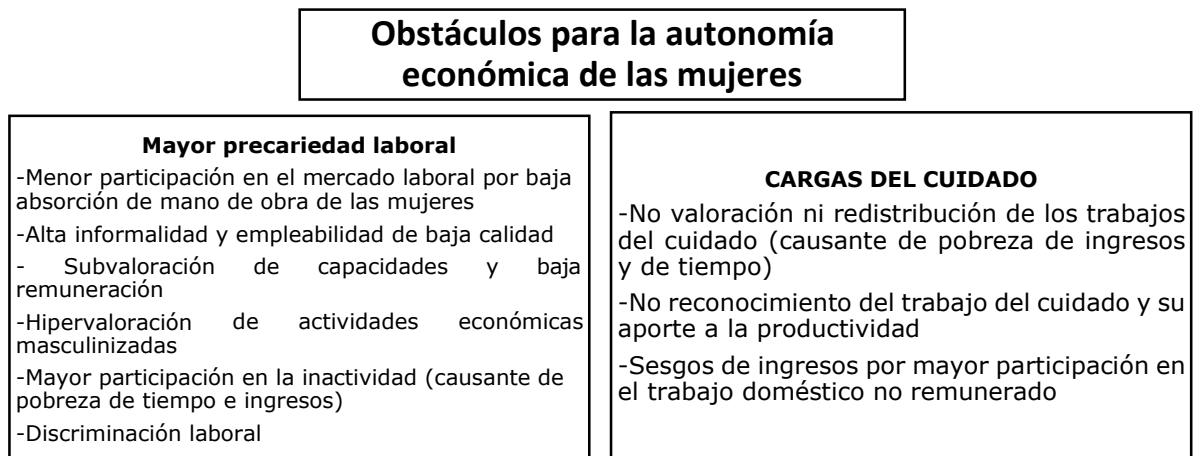 Obstáculos para la autonomía
económica de las mujeres
Mayor precariedad laboral
-Menor participación en el mercado laboral por baja
absorción de mano de obra de las mujeres
-Alta informalidad y empleabilidad de baja calidad
- Subvaloración de capacidades y baja
remuneración
-Hipervaloración de actividades económicas
masculinizadas
-Mayor participación en la inactividad (causante de
pobreza de tiempo e ingresos)
-Discriminación laboral
CARGAS DEL CUIDADO
-No valoración ni redistribución de los trabajos
del cuidado (causante de pobreza de ingresos
y de tiempo)
-No reconocimiento del trabajo del cuidado y su
aporte a la productividad
-Sesgos de ingresos por mayor participación en
el trabajo doméstico no remunerado